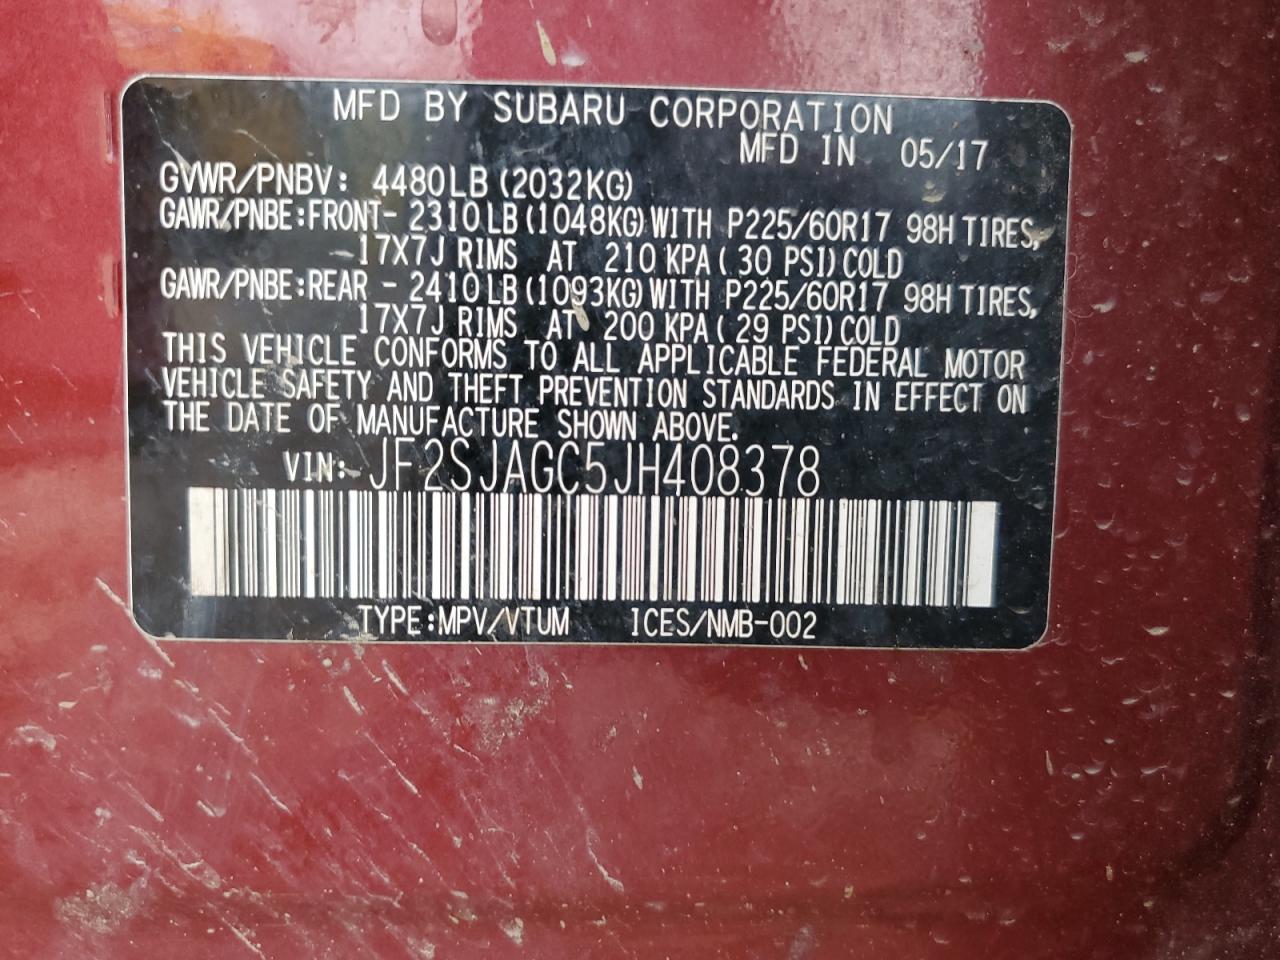 MFD BY SUBARU CORPORATION
MFD IN 05/17
GVWR/PNBV: 4480LB (2032KG)
GAWR/PNBE:FRONT- 2310LB (1048KG) WITH P225/60R17 98H TIRES,
17X7J RIMS AT 210 KPA ( 30 PSI) COLD
GAWR/PNBE:REAR - 2410LB (1093KG) WITH P225/60R17 98H TIRES,
17X7J RIMS AT 200 KPA ( 29 PSI) COLD
THIS VEHICLE CONFORMS TO ALL APPLICABLE FEDERAL MOTOR
VEHICLE SAFETY AND THEFT PREVENTION STANDARDS IN EFFECT ON
THE DATE OF MANUFACTURE SHOWN ABOVE.
VIN: JF2SJAGC5JH408378
TYPE:MPV/VTUM ICES/NMB-002